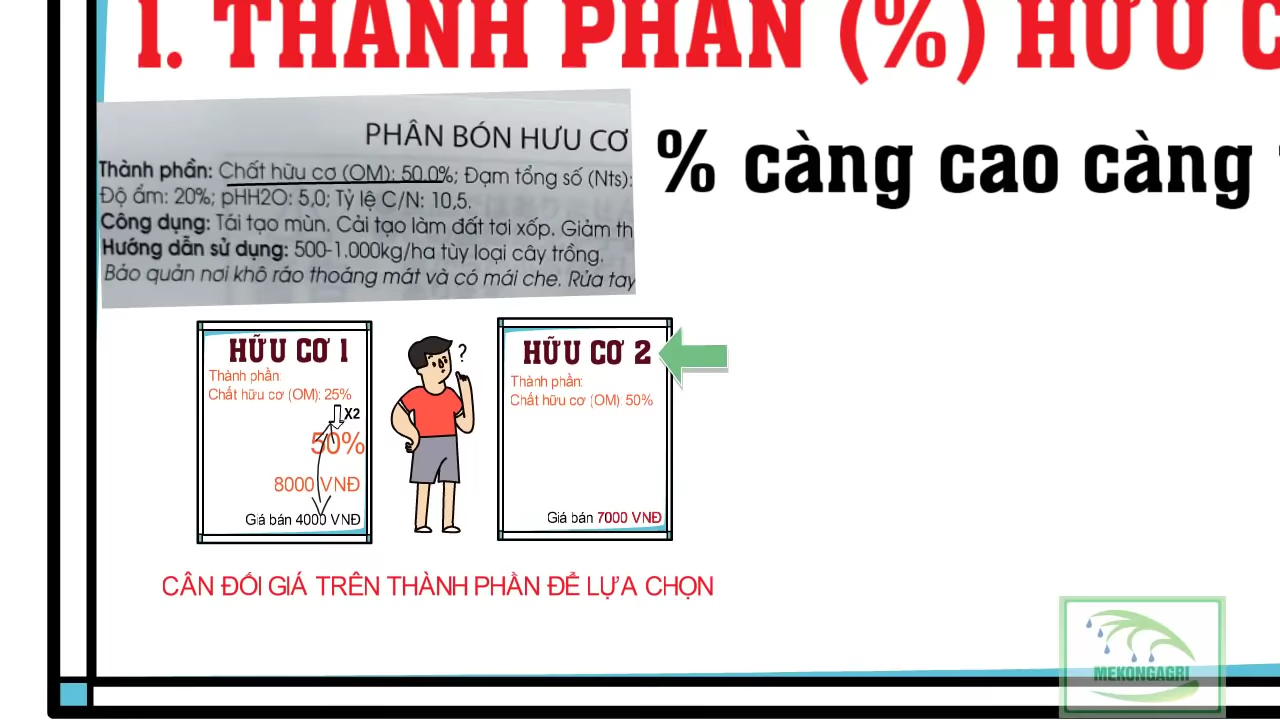 1. THÀNH PHẦN (%) HỮU C
PHÂN BÓN HƯU CƠ
Thành phần: Chất hữu cơ (OM): 50,0%; Đạm tổng số (Nts):
Độ ẩm: 20%; pHH2O: 5,0; Tỷ lệ C/N: 10,5.
Công dụng: Tái tạo mùn. Cải tạo làm đất tơi xốp. Giảm th
Hướng dẫn sử dụng: 500-1.000kg/ha tùy loại cây trồng.
Bảo quản nơi khô ráo thoáng mát và có mái che. Rửa tay
% càng cao càng
HỮU CƠ 1
Thành phần:
Chất hữu cơ (OM): 25%
X2
50%
8000 VNĐ
Giá bán 4000 VNĐ
?
HỮU CƠ 2
Thành phần:
Chất hữu cơ (OM): 50%
Giá bán 7000 VNĐ
CÂN ĐỐI GIÁ TRÊN THÀNH PHẦN ĐỂ LỰA CHỌN
MEKONGAGRI